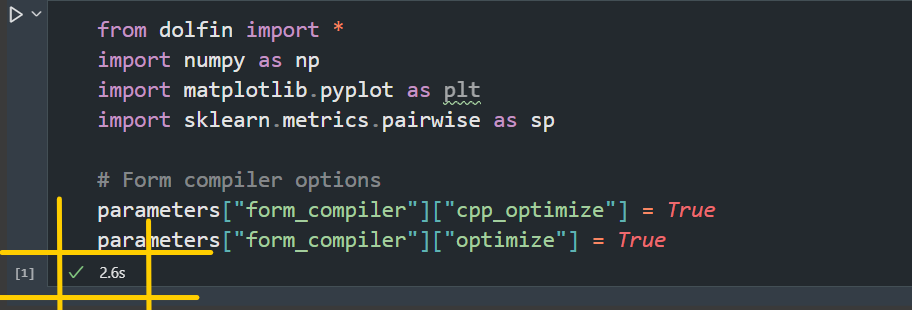 from dolfin import *
import numpy as np
import matplotlib.pyplot as plt
import sklearn.metrics.pairwise as sp
# Form compiler options
parameters["form_compiler"]["cpp_optimize"] = True
parameters["form_compiler"]["optimize"] = True
[1] ✓ 2.6s